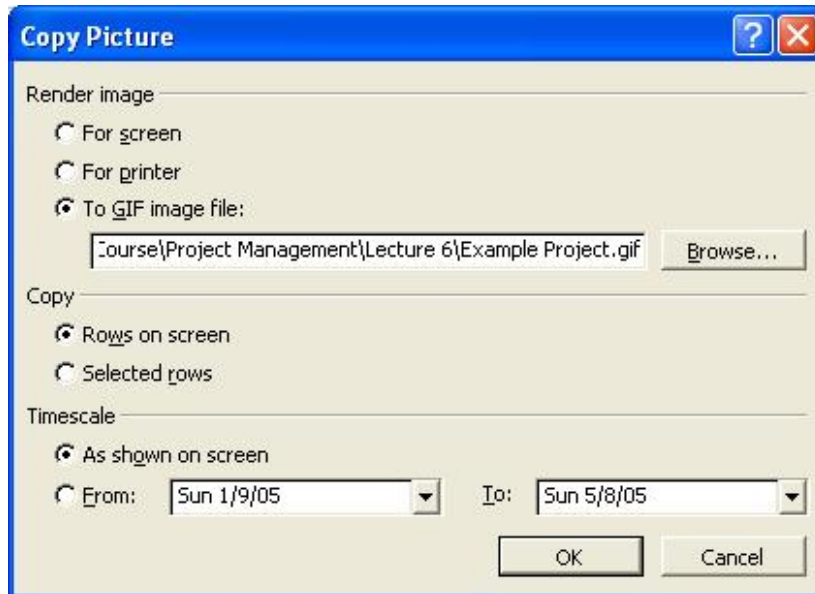 Copy Picture
Render image
For screen
For printer
To GIF image file:
Course\Project Management\Lecture 6\Example Project.gif Browse...
Copy
Rows on screen
Selected rows
Timescale
As shown on screen
From: Sun 1/9/05 To: Sun 5/8/05
OK Cancel